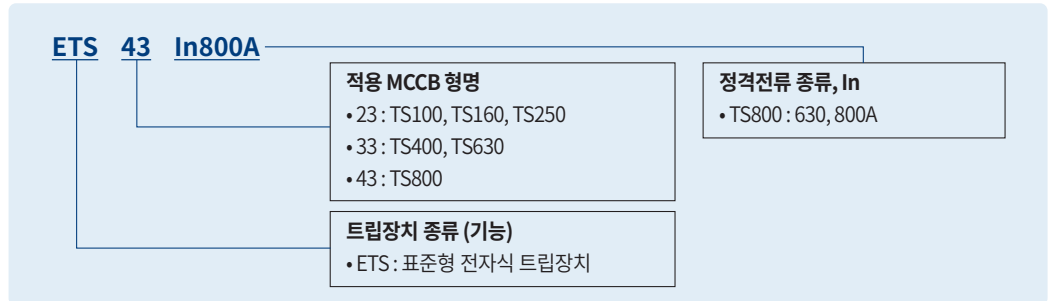 ETS 43 In800A
적용 MCCB 형명
• 23 : TS100, TS160, TS250
• 33 : TS400, TS630
• 43 : TS800
정격전류 종류, In
• TS800 : 630, 800A
트립장치 종류 (기능)
• ETS : 표준형 전자식 트립장치